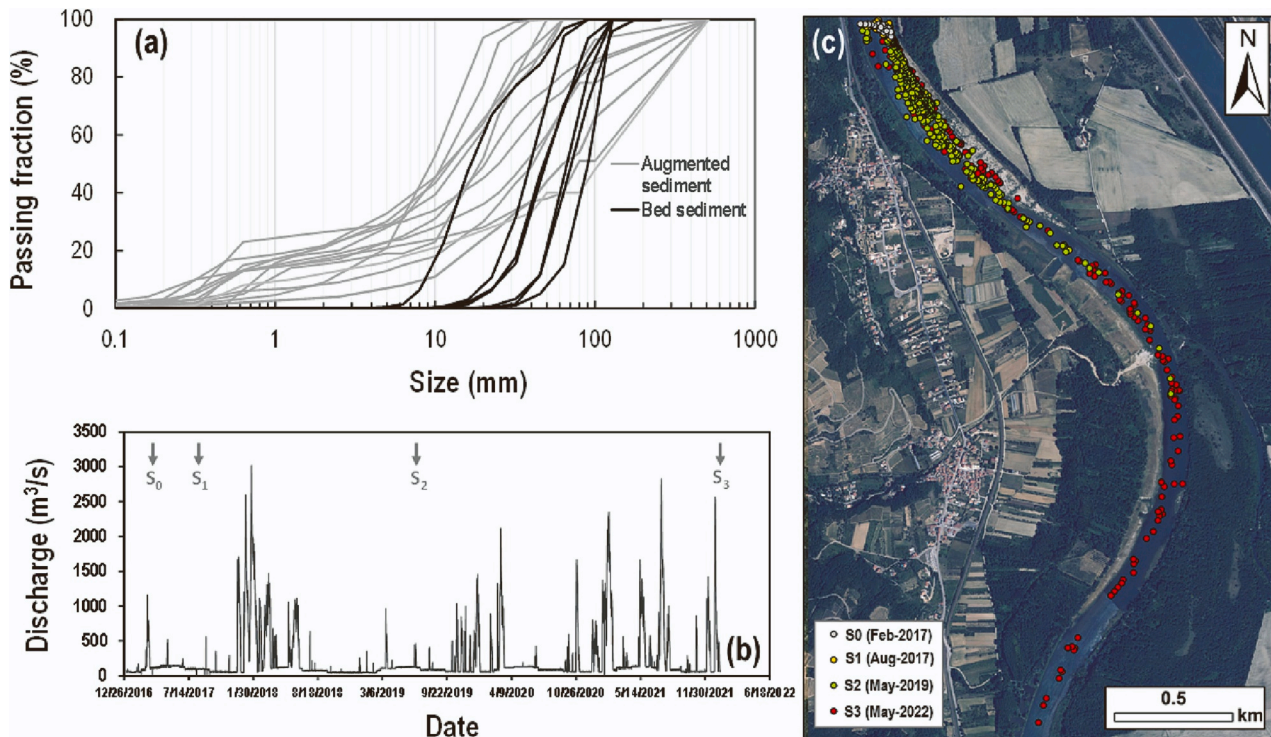 (a)
Passing fraction (%)
100
80
60
40
20
0
0.1 1 10 100 1000
Size (mm)
Augmented
sediment
Bed sediment
(b)
Discharge (m³/s)
3500
3000
2500
2000
1500
1000
500
0
S₀ S₁ S₂ S₃
12/26/2016 7/14/2017 1/30/2018 8/18/2018 3/6/2019 9/22/2019 4/9/2020 10/26/2020 5/14/2021 11/30/2021 6/18/2022
Date
(c)
N
S0 (Feb-2017)
S1 (Aug-2017)
S2 (May-2019)
S3 (May-2022)
0.5
km